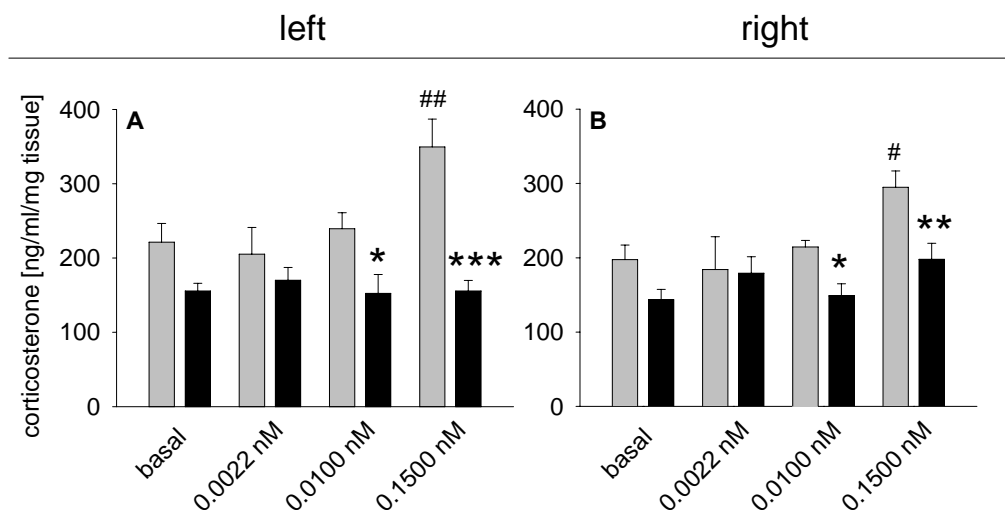 left right
A B
corticosterone [ng/ml/mg tissue]
400 400
300 300
200 200
100 100
0 0
## #
* *** * **
basal 0.0022 nM 0.0100 nM 0.1500 nM
basal 0.0022 nM 0.0100 nM 0.1500 nM